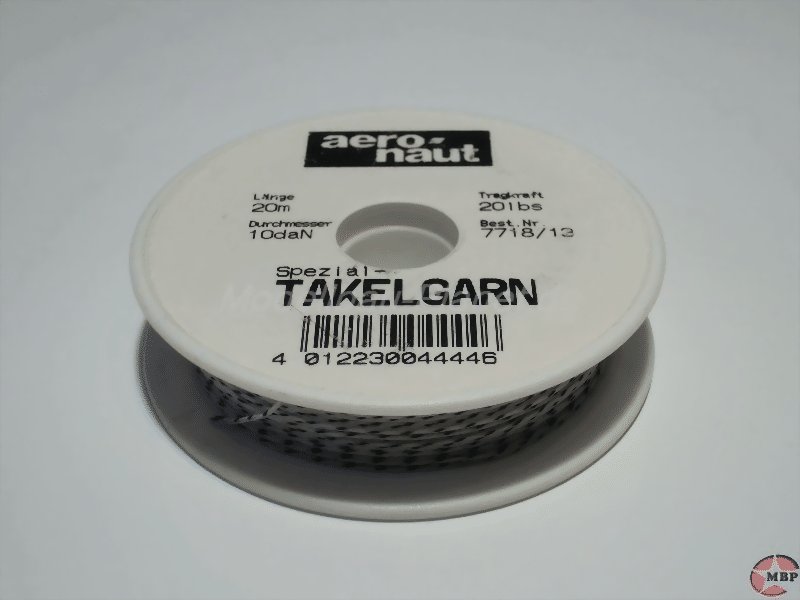 aero-
naut
Länge
20m
Tragkraft
20lbs
Durchmesser
10daN
Best.Nr.
7718/13
Spezial-
TAKELGARN
4 012230044446
MBP